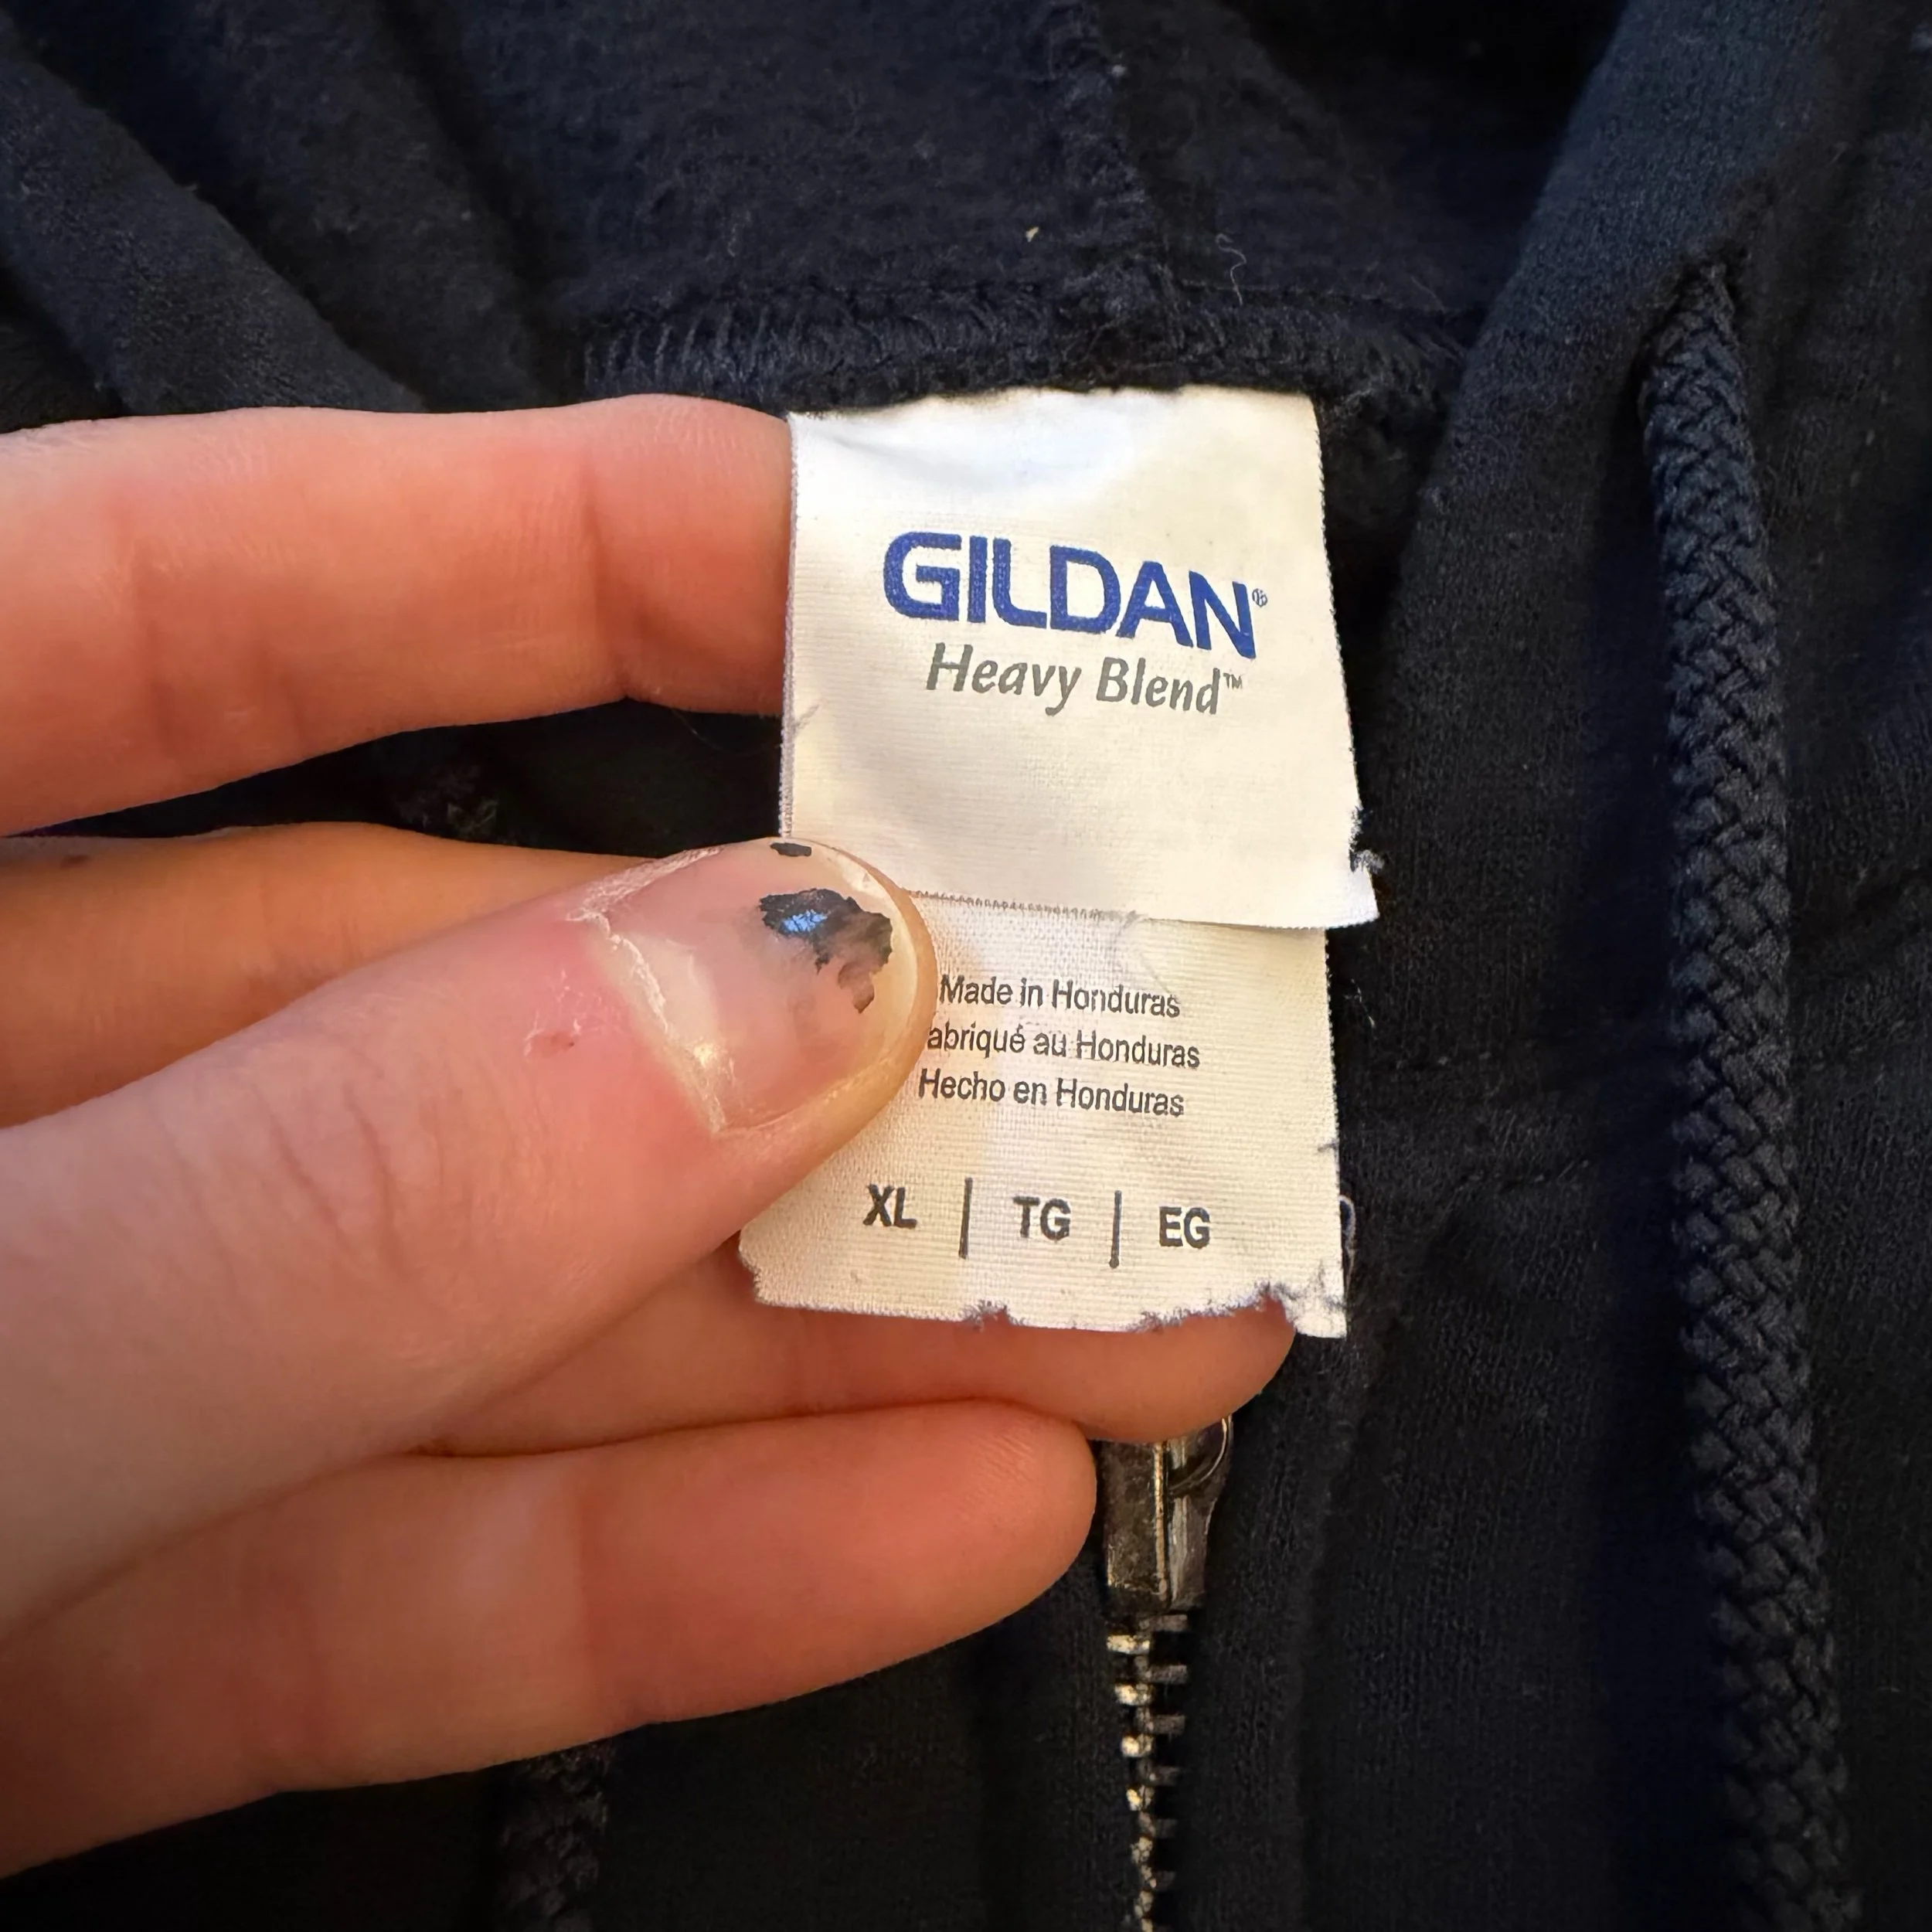 GILDAN®
Heavy Blend™
Made in Honduras
abriqué au Honduras
Hecho en Honduras
XL | TG | EG